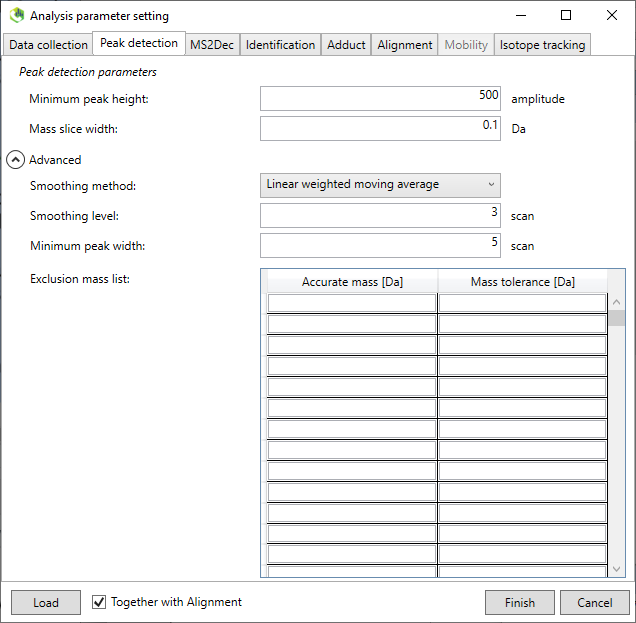 Analysis parameter setting
Data collection Peak detection MS2Dec Identification Adduct Alignment Mobility Isotope tracking
Peak detection parameters
Minimum peak height: 500 amplitude
Mass slice width: 0.1 Da
Advanced
Smoothing method: Linear weighted moving average
Smoothing level: 3 scan
Minimum peak width: 5 scan
Exclusion mass list: Accurate mass [Da] Mass tolerance [Da]
Load Together with Alignment Finish Cancel